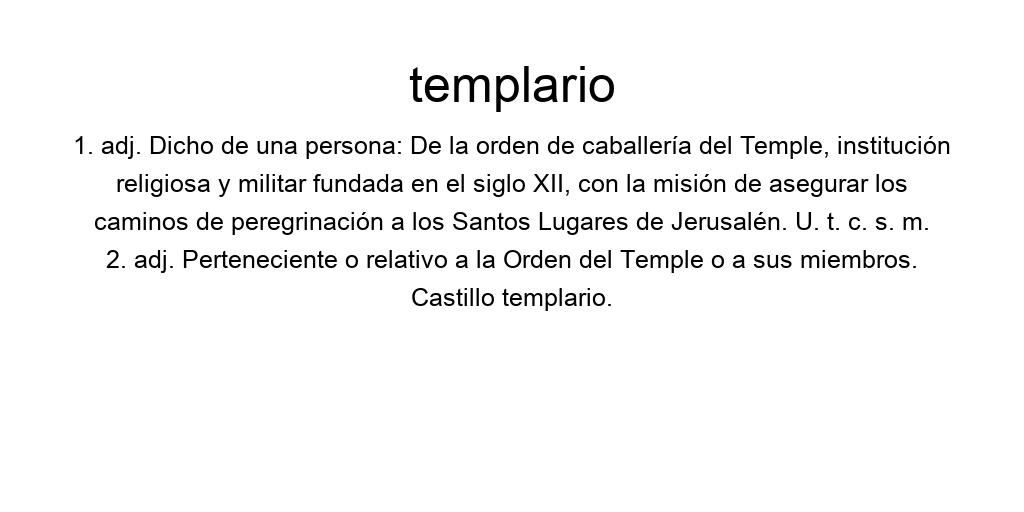 templario
1. adj. Dicho de una persona: De la orden de caballería del Temple, institución
religiosa y militar fundada en el siglo XII, con la misión de asegurar los
caminos de peregrinación a los Santos Lugares de Jerusalén. U. t. c. s. m.
2. adj. Perteneciente o relativo a la Orden del Temple o a sus miembros.
Castillo templario.